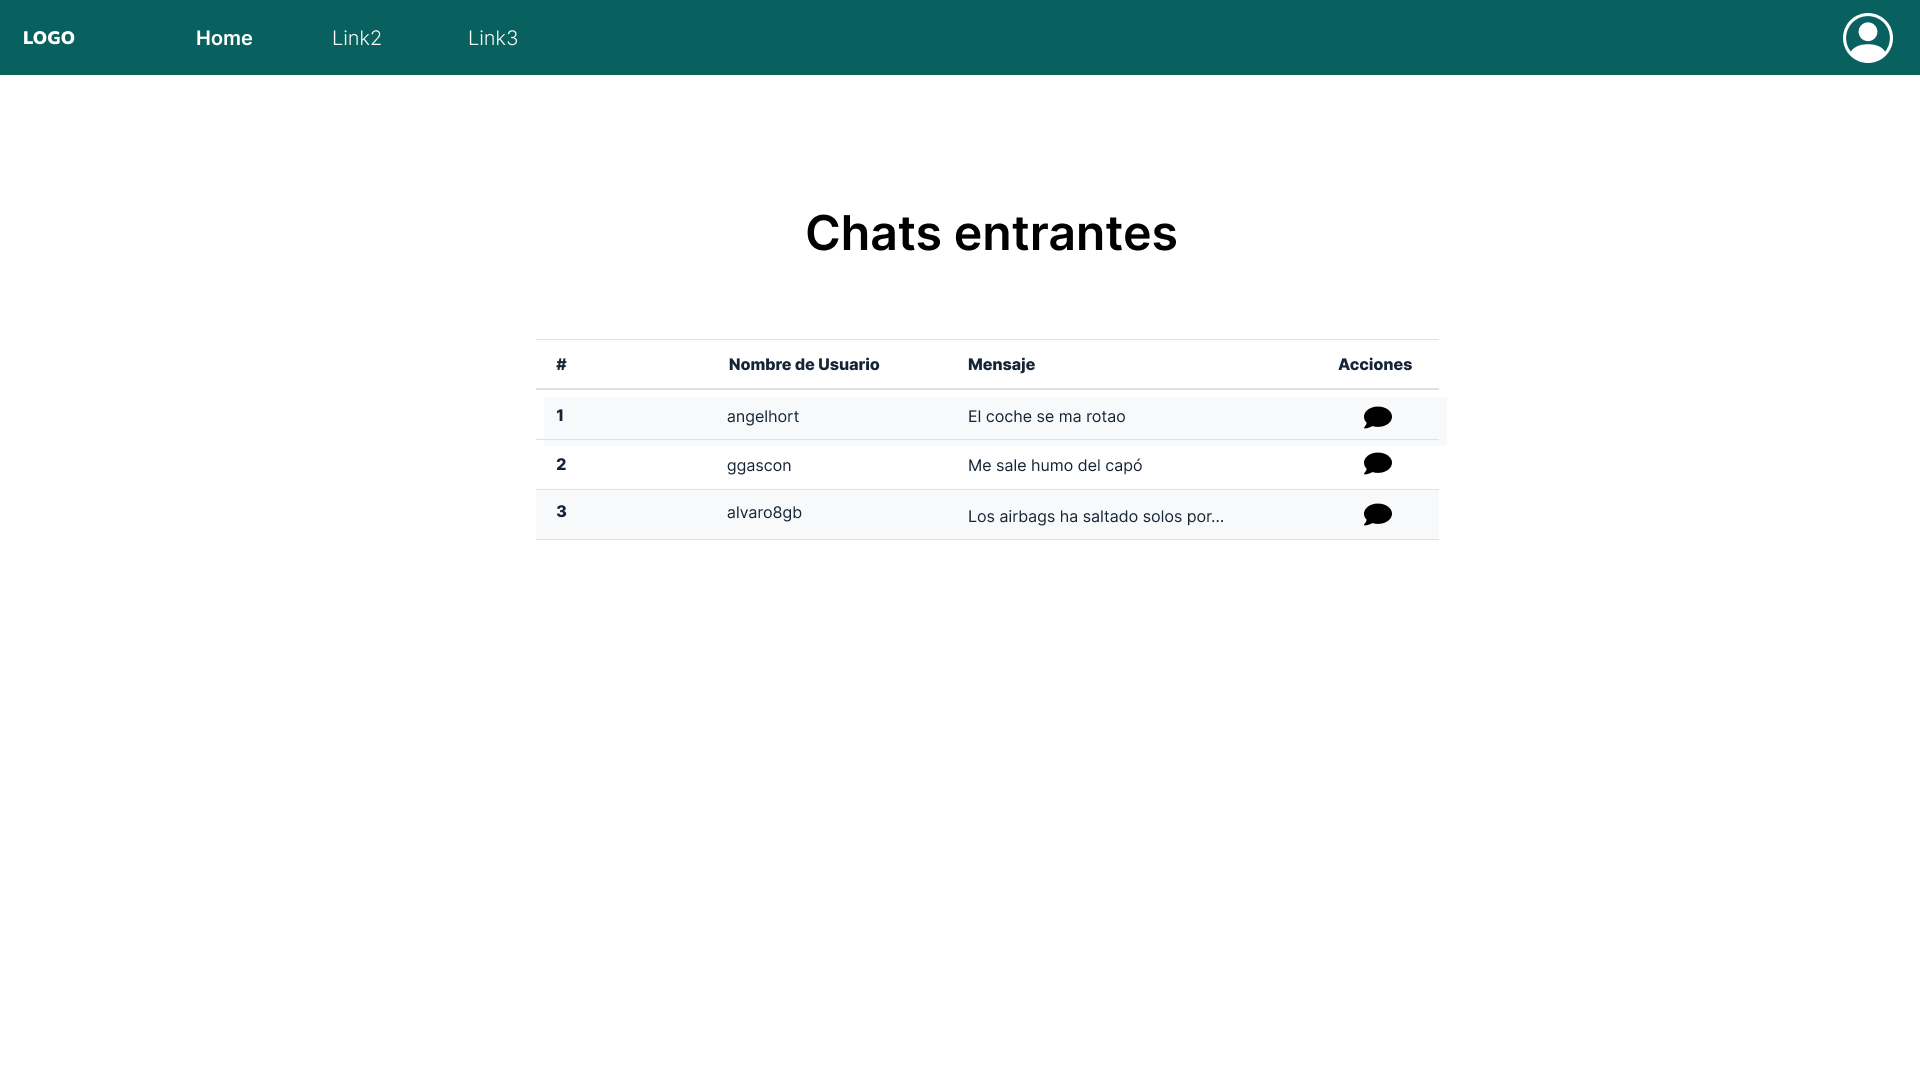 LOGO Home Link2 Link3
Chats entrantes
# Nombre de Usuario Mensaje Acciones
1 angelhort El coche se ma rotao
2 ggascon Me sale humo del capó
3 alvaro8gb Los airbags ha saltado solos por...